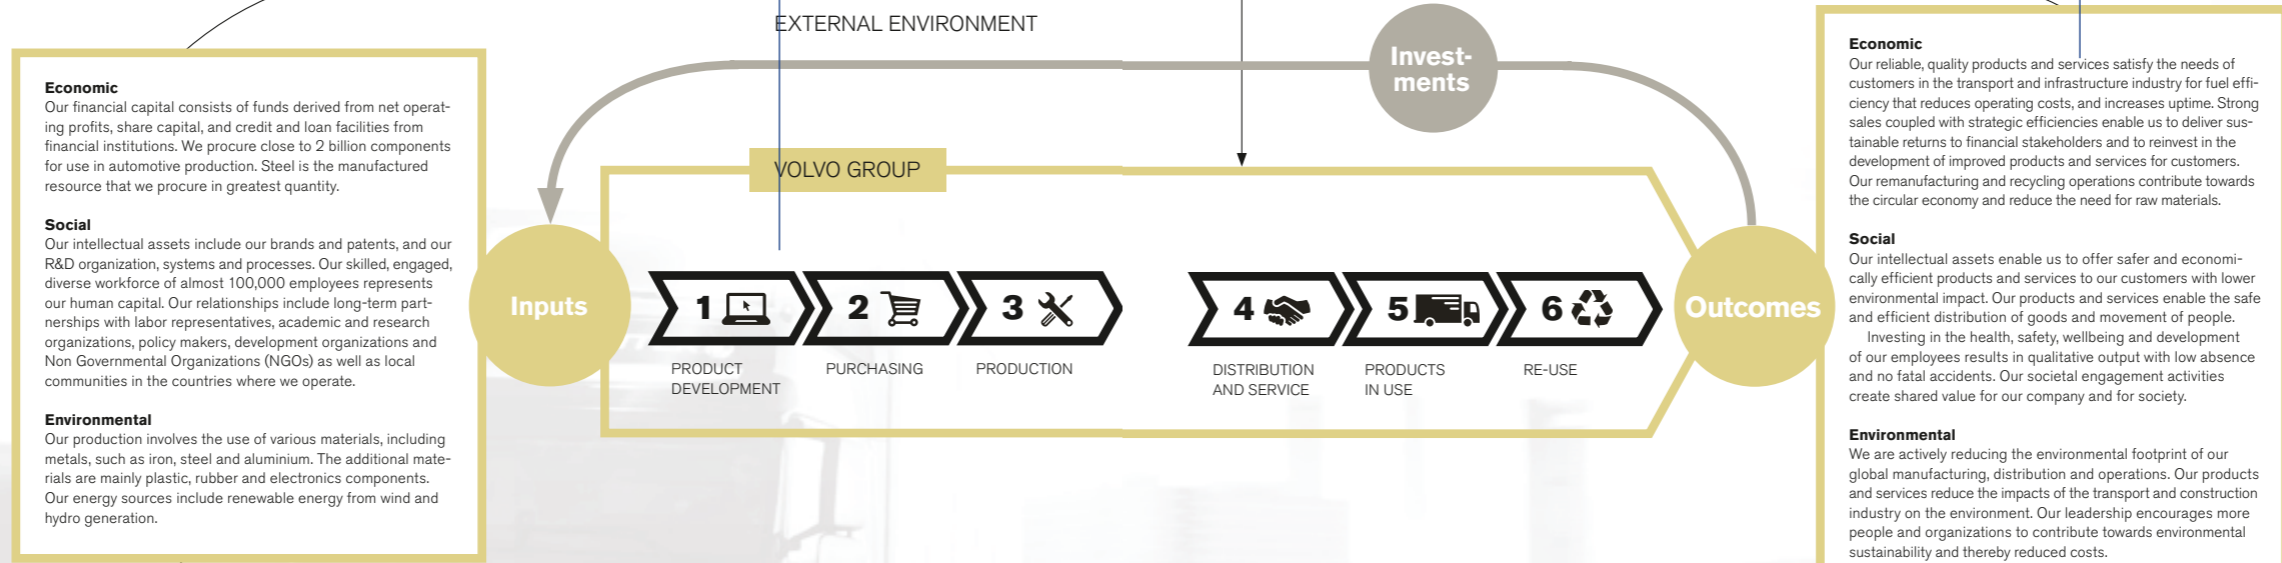 EXTERNAL ENVIRONMENT
Invest-
ments
Economic
Our financial capital consists of funds derived from net operat-
ing profits, share capital, and credit and loan facilities from
financial institutions. We procure close to 2 billion components
for use in automotive production. Steel is the manufactured
resource that we procure in greatest quantity.
Social
Our intellectual assets include our brands and patents, and our
R&D organization, systems and processes. Our skilled, engaged,
diverse workforce of almost 100,000 employees represents
our human capital. Our relationships include long-term part-
nerships with labor representatives, academic and research
organizations, policy makers, development organizations and
Non Governmental Organizations (NGOs) as well as local
communities in the countries where we operate.
Environmental
Our production involves the use of various materials, including
metals, such as iron, steel and aluminium. The additional mate-
rials are mainly plastic, rubber and electronics components.
Our energy sources include renewable energy from wind and
hydro generation.
Inputs
VOLVO GROUP
1
PRODUCT
DEVELOPMENT
2
PURCHASING
3
PRODUCTION
4
DISTRIBUTION
AND SERVICE
5
PRODUCTS
IN USE
6
RE-USE
Outcomes
Economic
Our reliable, quality products and services satisfy the needs of
customers in the transport and infrastructure industry for fuel effi-
ciency that reduces operating costs, and increases uptime. Strong
sales coupled with strategic efficiencies enable us to deliver sus-
tainable returns to financial stakeholders and to reinvest in the
development of improved products and services for customers.
Our remanufacturing and recycling operations contribute towards
the circular economy and reduce the need for raw materials.
Social
Our intellectual assets enable us to offer safer and economi-
cally efficient products and services to our customers with lower
environmental impact. Our products and services enable the safe
and efficient distribution of goods and movement of people.
Investing in the health, safety, wellbeing and development
of our employees results in qualitative output with low absence
and no fatal accidents. Our societal engagement activities
create shared value for our company and for society.
Environmental
We are actively reducing the environmental footprint of our
global manufacturing, distribution and operations. Our products
and services reduce the impacts of the transport and construction
industry on the environment. Our leadership encourages more
people and organizations to contribute towards environmental
sustainability and thereby reduced costs.